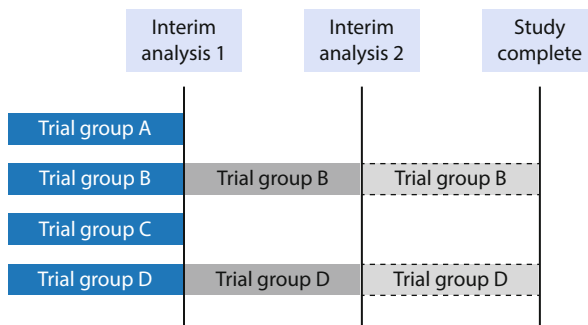 Interim
analysis 1
Interim
analysis 2
Study
complete
Trial group A
Trial group B
Trial group B
Trial group B
Trial group C
Trial group D
Trial group D
Trial group D